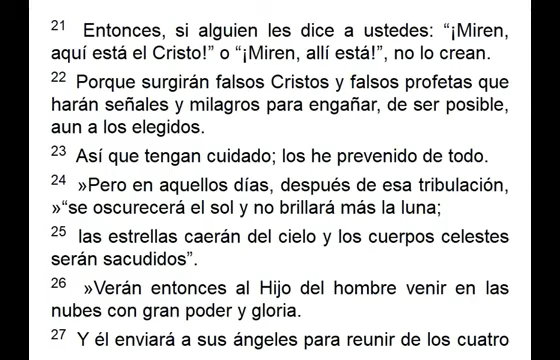 21 Entonces, si alguien les dice a ustedes: “¡Miren,
aquí está el Cristo!” o “¡Miren, allí está!”, no lo crean.
22 Porque surgirán falsos Cristos y falsos profetas que
harán señales y milagros para engañar, de ser posible,
aun a los elegidos.
23 Así que tengan cuidado; los he prevenido de todo.
24 »Pero en aquellos días, después de esa tribulación,
»“se oscurecerá el sol y no brillará más la luna;
25 las estrellas caerán del cielo y los cuerpos celestes
serán sacudidos”.
26 »Verán entonces al Hijo del hombre venir en las
nubes con gran poder y gloria.
27 Y él enviará a sus ángeles para reunir de los cuatro